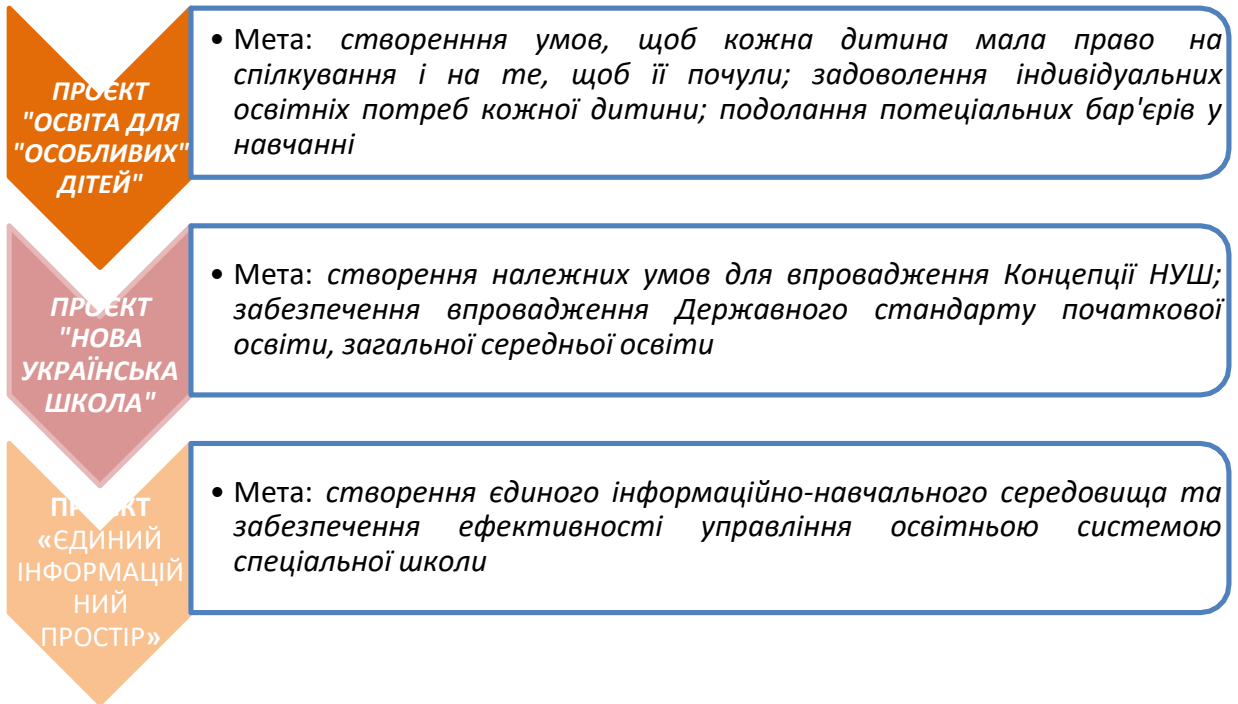 ПРОЄКТ
"ОСВІТА ДЛЯ
"ОСОБЛИВИХ"
ДІТЕЙ"
• Мета: створенння умов, щоб кожна дитина мала право на
спілкування і на те, щоб її почули; задоволення індивідуальних
освітніх потреб кожної дитини; подолання потеціальних бар'єрів у
навчанні
ПРОЄКТ
"НОВА
УКРАЇНСЬКА
ШКОЛА"
• Мета: створення належних умов для впровадження Концепції НУШ;
забезпечення впровадження Державного стандарту початкової
освіти, загальної середньої освіти
ПРОЄКТ
«ЄДИНИЙ
ІНФОРМАЦІЙ
НИЙ
ПРОСТІР»
• Мета: створення єдиного інформаційно-навчального середовища та
забезпечення ефективності управління освітньою системою
спеціальної школи